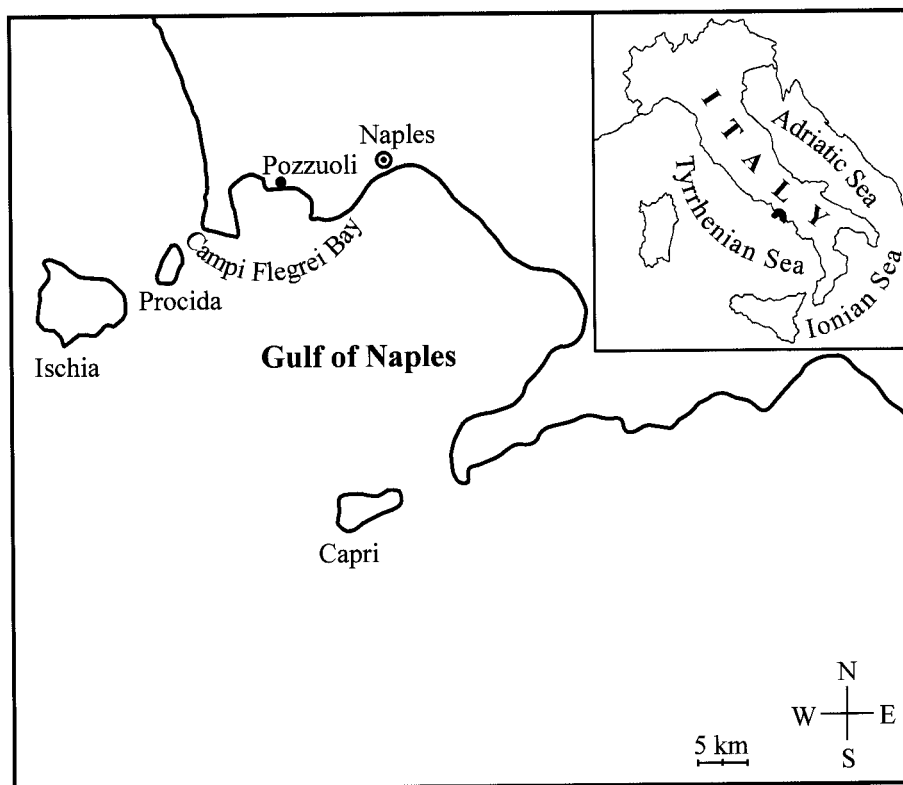 Naples
Pozzuoli
Campi Flegrei Bay
Procida
Ischia
Gulf of Naples
Capri
ITALY
Adriatic Sea
Tyrrhenian Sea
Ionian Sea
N
W E
S
5 km